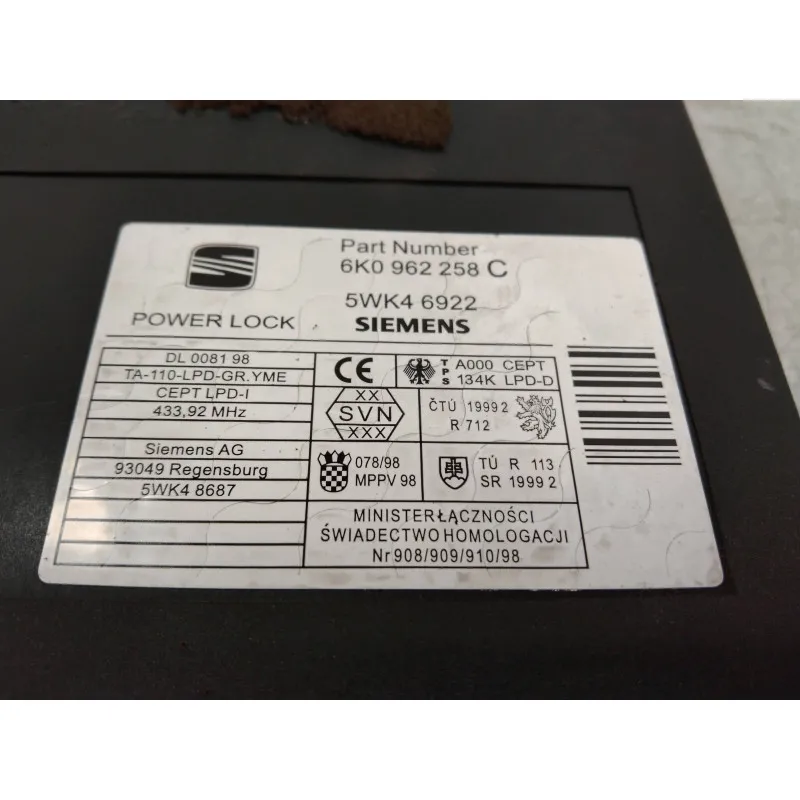 Part Number
6K0 962 258 C
5WK4 6922
POWER LOCK
SIEMENS
DL 0081 98
TA-110-LPD-GR.YME
CEPT LPD-I
433,92 MHz
Siemens AG
93049 Regensburg
5WK4 8687
CE
T P S
A000 CEPT
134K LPD-D
XX
SVN
XXX
ČTÚ 1999 2
R 712
078/98
MPPV 98
TÚ R 113
SR 1999 2
MINISTERŁĄCZNOŚCI
ŚWIADECTWO HOMOLOGACJI
Nr 908/909/910/98